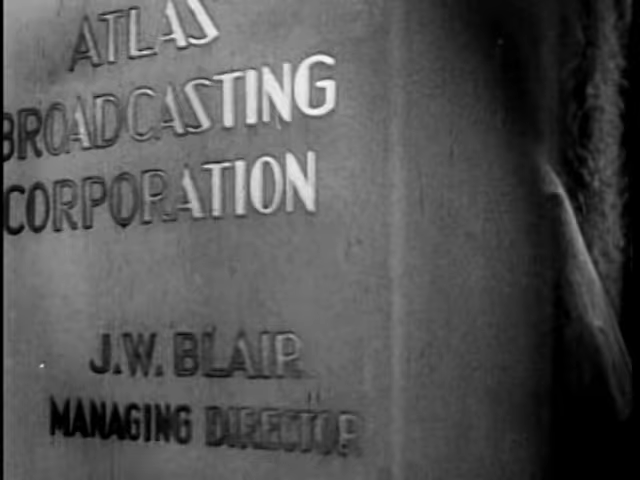 ATLAS
BROADCASTING
CORPORATION
J.W. BLAIR
MANAGING DIRECTOR